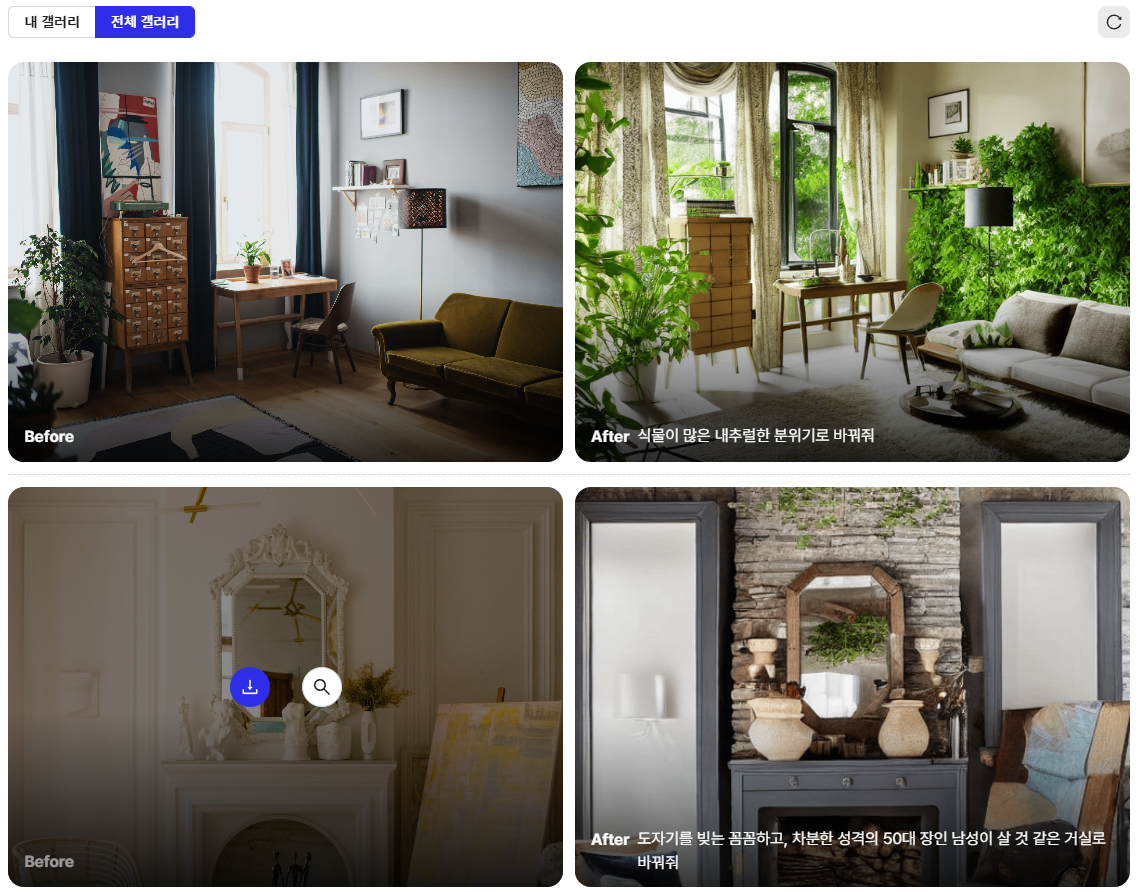 내 갤러리
전체 갤러리
Before
After 식물이 많은 내추럴한 분위기로 바꿔줘
Before
After 도자기를 빚는 꼼꼼하고, 차분한 성격의 50대 장인 남성이 살 것 같은 거실로
바꿔줘